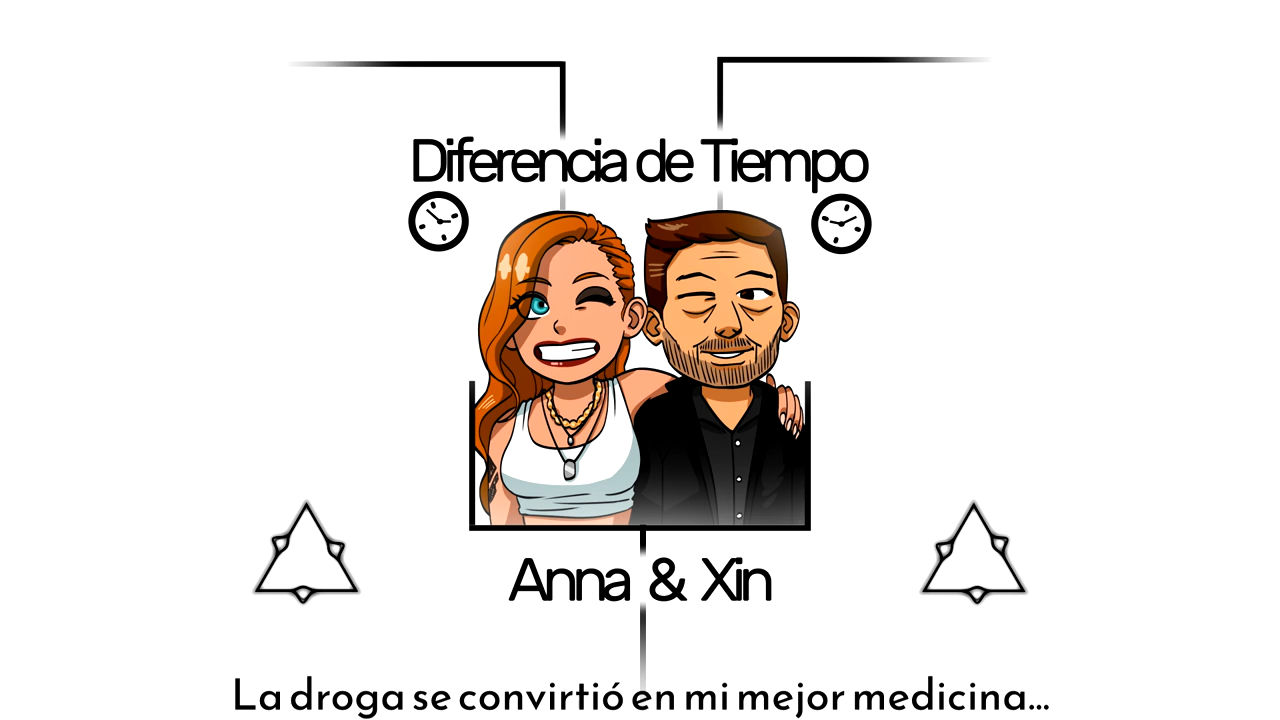 Diferencia de Tiempo
Anna & Xin
La droga se convirtió en mi mejor medicina...